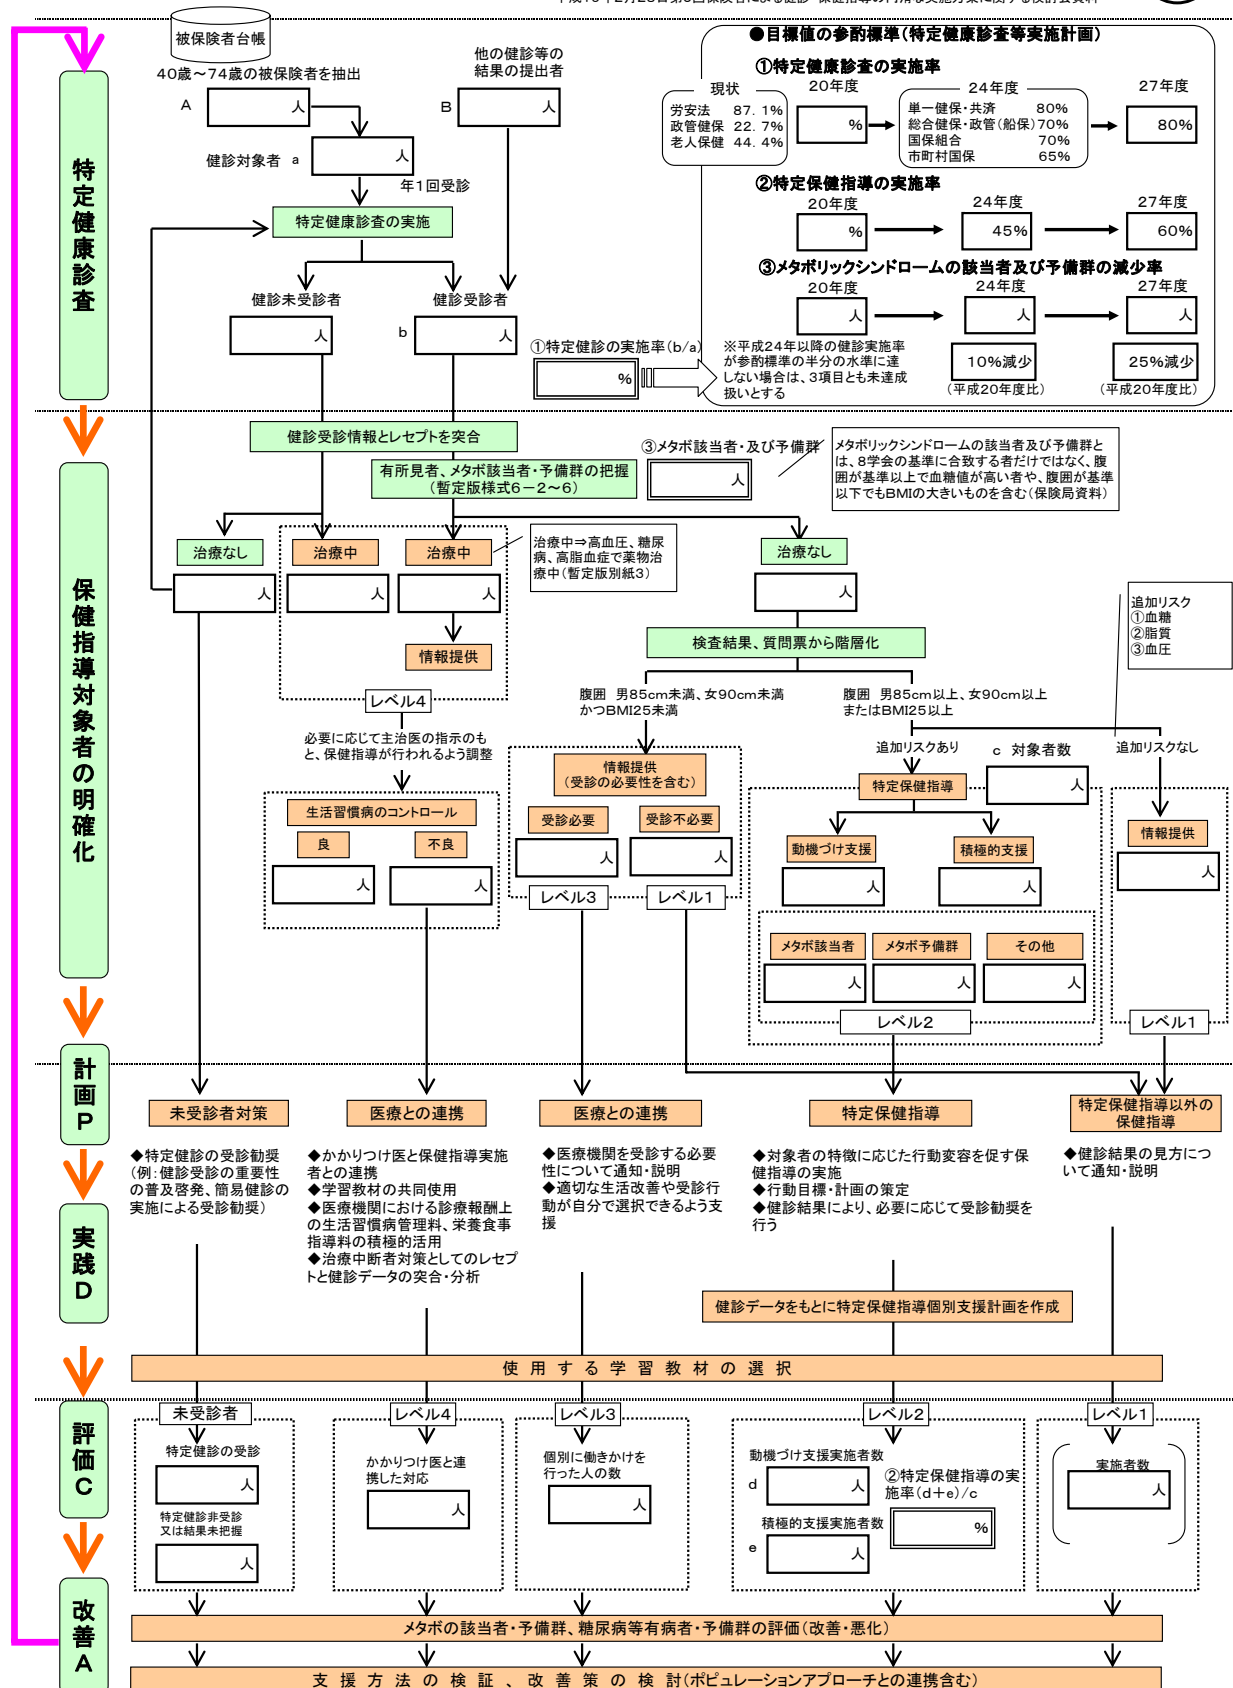 被保険者台帳
40歳～74歳の被保険者を抽出
A
人
他の健診等の
結果の提出者
B
人
健診対象者 a
人
年1回受診
特定健康診査の実施
健診未受診者
人
健診受診者
b
人
①特定健診の実施率(b/a)
%
●目標値の参酌標準(特定健康診査等実施計画)
①特定健康診査の実施率
現状
労安法 87.1%
政管健保 22.7%
老人保健 44.4%
20年度
%
24年度
単一健保・共済 80%
総合健保・政管(船保)70%
国保組合 70%
市町村国保 65%
27年度
80%
②特定保健指導の実施率
20年度
%
24年度
45%
27年度
60%
③メタボリックシンドロームの該当者及び予備群の減少率
20年度
人
24年度
人
27年度
人
※平成24年以降の健診実施率
が参酌標準の半分の水準に達
しない場合は、3項目とも未達成
扱いとする
10%減少
(平成20年度比)
25%減少
(平成20年度比)
特定健康診査
保健指導対象者の明確化
計画P
実践D
評価C
改善A
健診受診情報とレセプトを突合
有所見者、メタボ該当者・予備群の把握
(暫定版様式6－2～6)
③メタボ該当者・及び予備群
人
メタボリックシンドロームの該当者及び予備群と
は、8学会の基準に合致する者だけではなく、腹
囲が基準以上で血糖値が高い者や、腹囲が基準
以下でもBMIの大きいものを含む(保険局資料)
治療なし
人
治療中
人
治療中
人
情報提供
レベル4
治療中⇒高血圧、糖尿
病、高脂血症で薬物治
療中(暫定版別紙3)
治療なし
人
検査結果、質問票から階層化
追加リスク
①血糖
②脂質
③血圧
腹囲 男85cm未満、女90cm未満
かつBMI25未満
腹囲 男85cm以上、女90cm以上
またはBMI25以上
必要に応じて主治医の指示のも
と、保健指導が行われるよう調整
生活習慣病のコントロール
良
人
不良
人
情報提供
(受診の必要性を含む)
受診必要
人
受診不必要
人
レベル3
レベル1
追加リスクあり
c 対象者数
人
特定保健指導
動機づけ支援
人
積極的支援
人
メタボ該当者
人
メタボ予備群
人
その他
人
レベル2
追加リスクなし
情報提供
人
レベル1
未受診者対策
医療との連携
医療との連携
特定保健指導
特定保健指導以外の
保健指導
◆特定健診の受診勧奨
(例:健診受診の重要性
の普及啓発、簡易健診の
実施による受診勧奨)
◆かかりつけ医と保健指導実施
者との連携
◆学習教材の共同使用
◆医療機関における診療報酬上
の生活習慣病管理料、栄養食事
指導料の積極的活用
◆治療中断者対策としてのレセプ
トと健診データの突合・分析
◆医療機関を受診する必要
性について通知・説明
◆適切な生活改善や受診行
動が自分で選択できるよう支
援
◆対象者の特徴に応じた行動変容を促す保
健指導の実施
◆行動目標・計画の策定
◆健診結果により、必要に応じて受診勧奨を
行う
◆健診結果の見方につ
いて通知・説明
健診データをもとに特定保健指導個別支援計画を作成
使用する学習教材の選択
未受診者
特定健診の受診
人
特定健診非受診
又は結果未把握
人
レベル4
かかりつけ医と連
携した対応
人
レベル3
個別に働きかけを
行った人の数
人
レベル2
動機づけ支援実施者数
d
人
積極的支援実施者数
e
人
②特定保健指導の実
施率(d+e)/c
%
レベル1
実施者数
人
メタボの該当者・予備群、糖尿病等有病者・予備群の評価(改善・悪化)
支援方法の検証、改善策の検討(ポピュレーションアプローチとの連携含む)